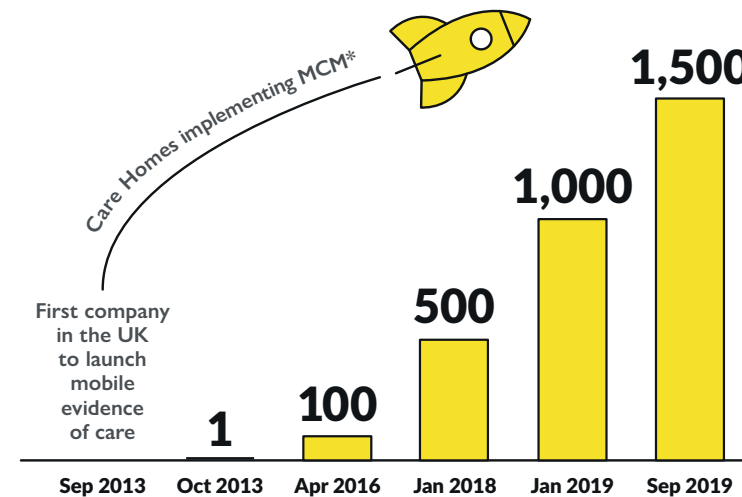 Care Homes implementing MCM*
1,500
1,000
500
100
1
First company
in the UK
to launch
mobile
evidence
of care
Sep 2013 Oct 2013 Apr 2016 Jan 2018 Jan 2019 Sep 2019